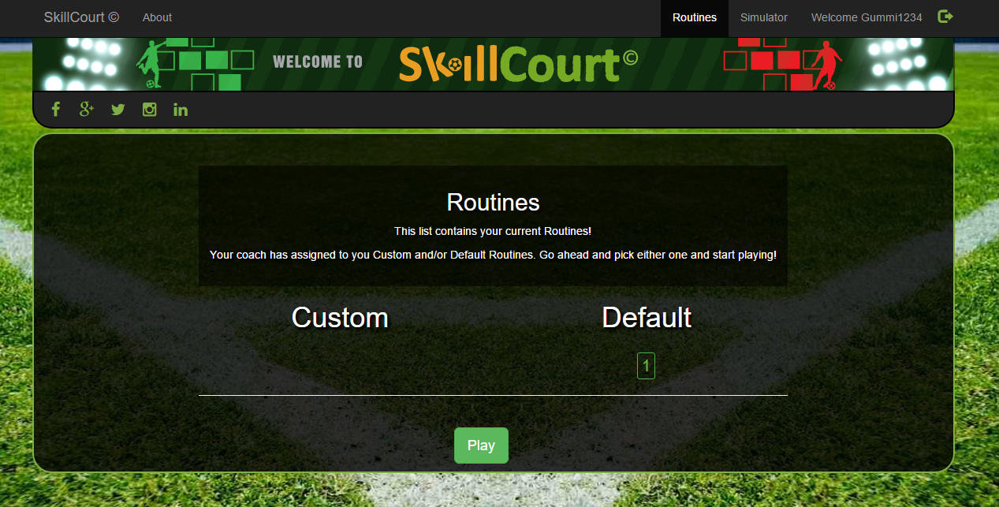 SkillCourt © About Routines Simulator Welcome Gummi1234
WELCOME TO SkillCourt©
Routines
This list contains your current Routines!
Your coach has assigned to you Custom and/or Default Routines. Go ahead and pick either one and start playing!
Custom Default
1
Play